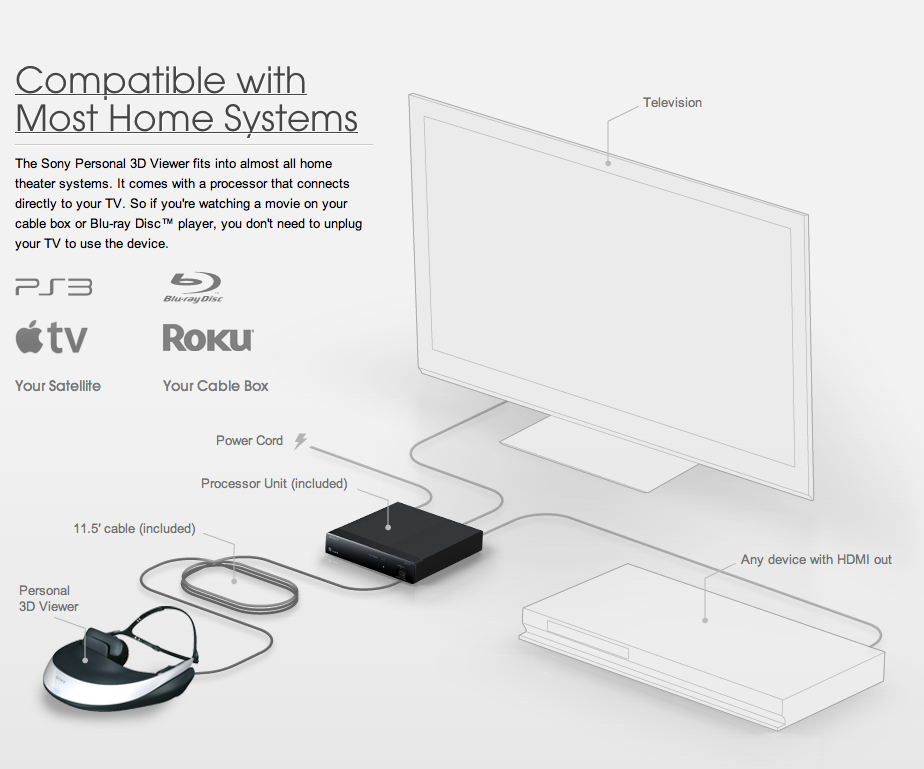 Compatible with
Most Home Systems
The Sony Personal 3D Viewer fits into almost all home
theater systems. It comes with a processor that connects
directly to your TV. So if you're watching a movie on your
cable box or Blu-ray Disc™ player, you don't need to unplug
your TV to use the device.
PS3
Blu-ray Disc
tv
Roku
Your Satellite
Your Cable Box
Television
Power Cord
Processor Unit (included)
11.5' cable (included)
Any device with HDMI out
Personal
3D Viewer
SONY